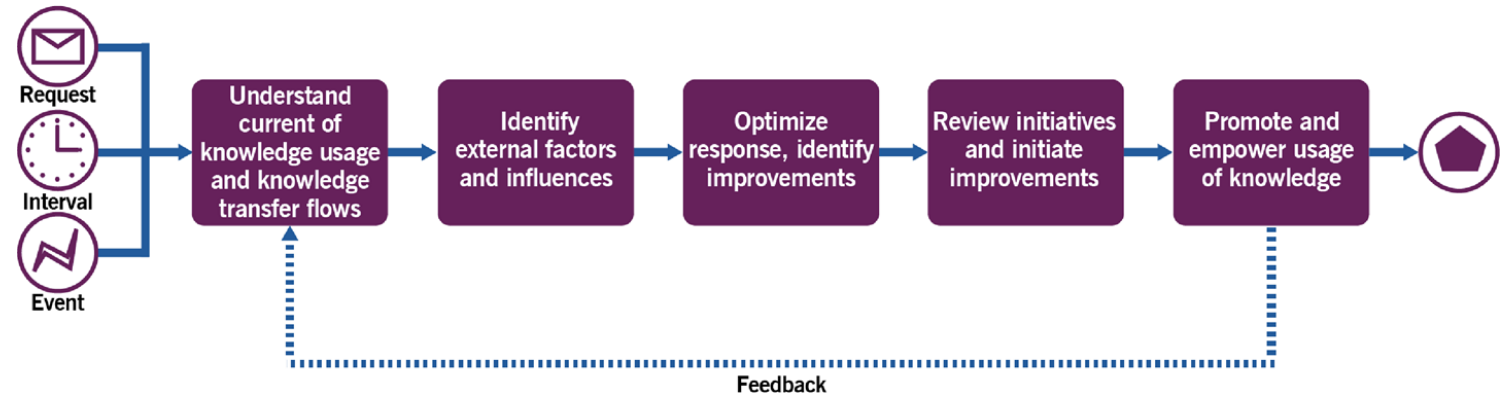 Request
Interval
Event
Understand
current of
knowledge usage
and knowledge
transfer flows
Identify
external factors
and influences
Optimize
response, identify
improvements
Review initiatives
and initiate
improvements
Promote and
empower usage
of knowledge
Feedback